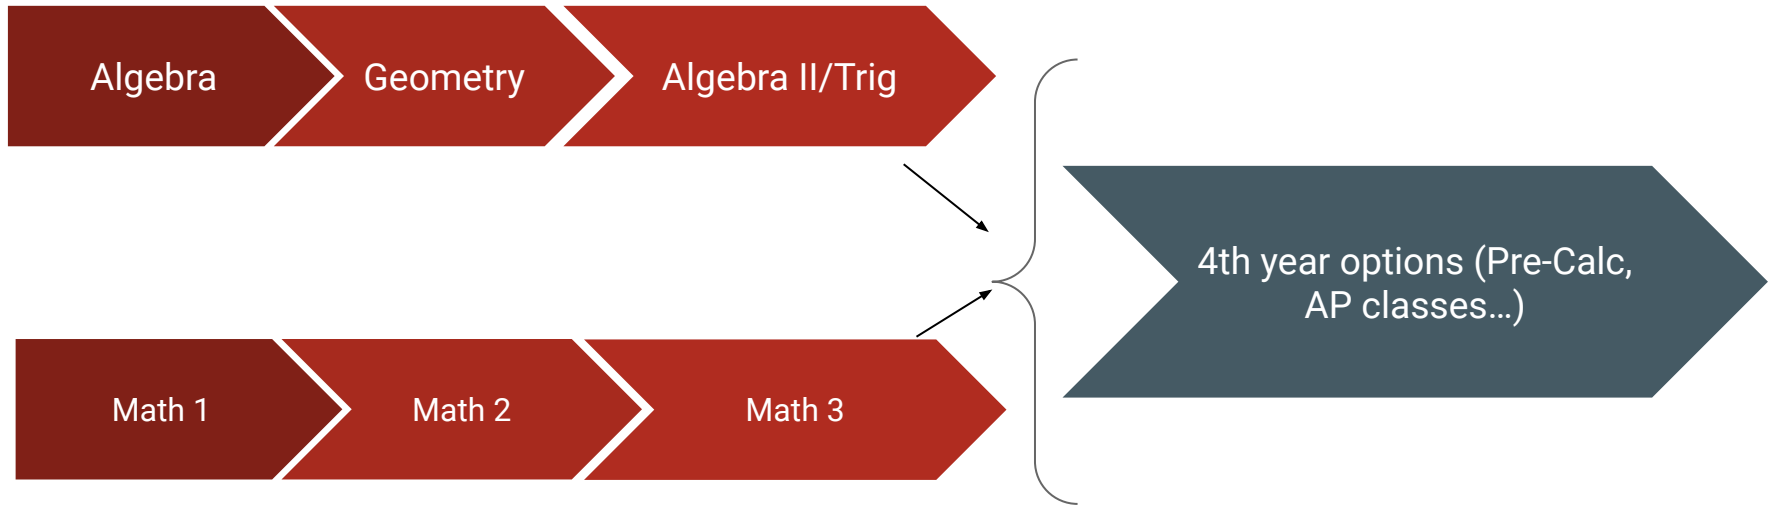 Algebra
Geometry
Algebra II/Trig
4th year options (Pre-Calc,
AP classes…)
Math 1
Math 2
Math 3